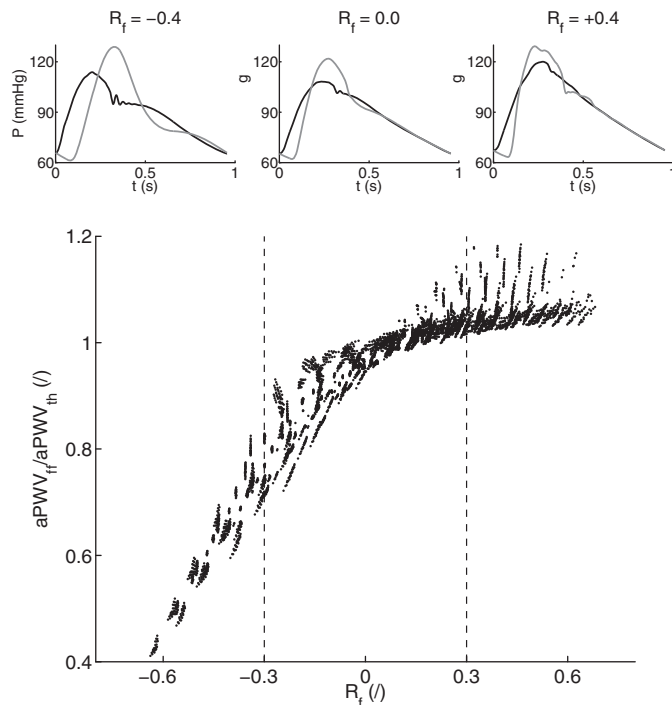 R_f = −0.4
R_f = 0.0
R_f = +0.4
P (mmHg)
120
90
60
0
0.5
1
t (s)
g
120
90
60
0
0.5
1
t (s)
g
120
90
60
0
0.5
1
t (s)
aPWV_ff/aPWV_th (/)
1.2
1
0.8
0.6
0.4
−0.6
−0.3
0
0.3
0.6
R_f (/)